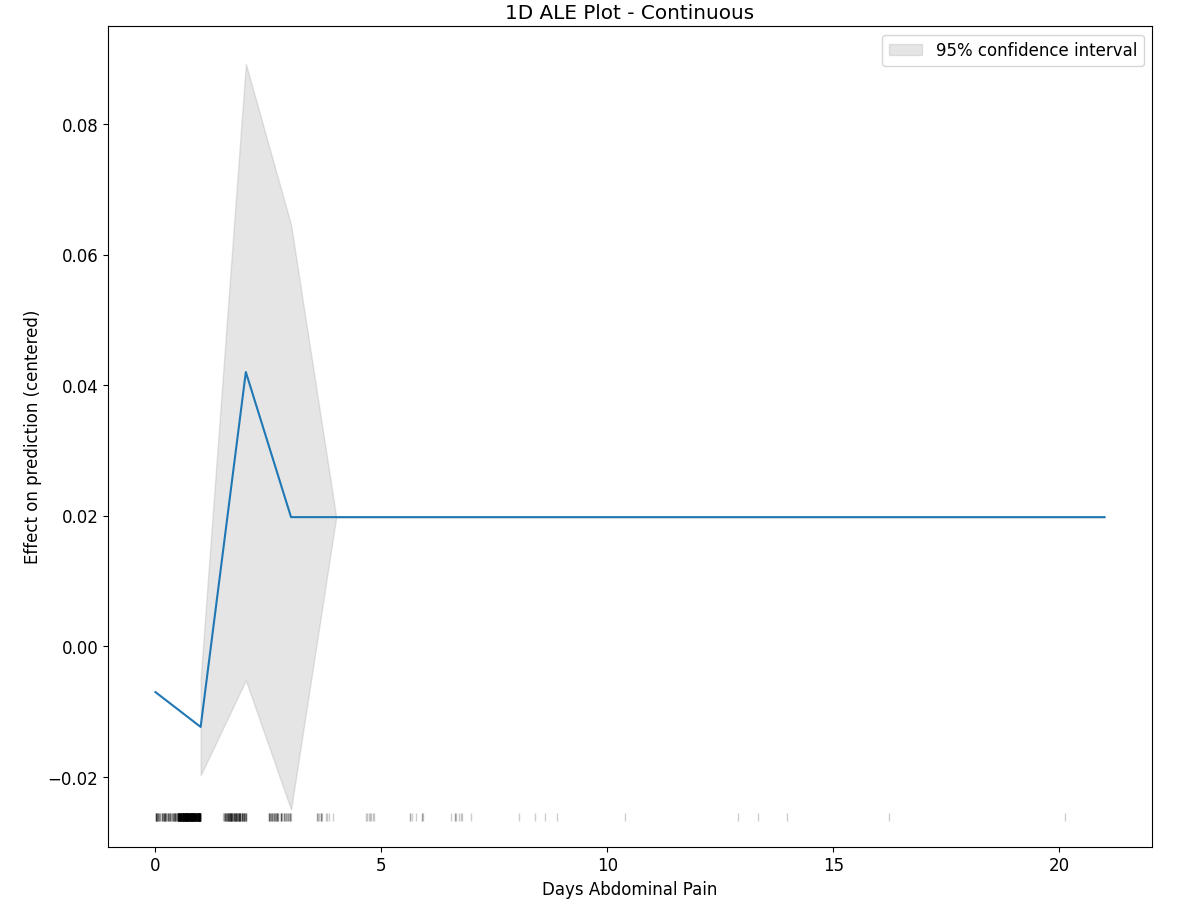 1D ALE Plot - Continuous
95% confidence interval
0.08
0.06
0.04
0.02
0.00
−0.02
Effect on prediction (centered)
0
5
10
15
20
Days Abdominal Pain